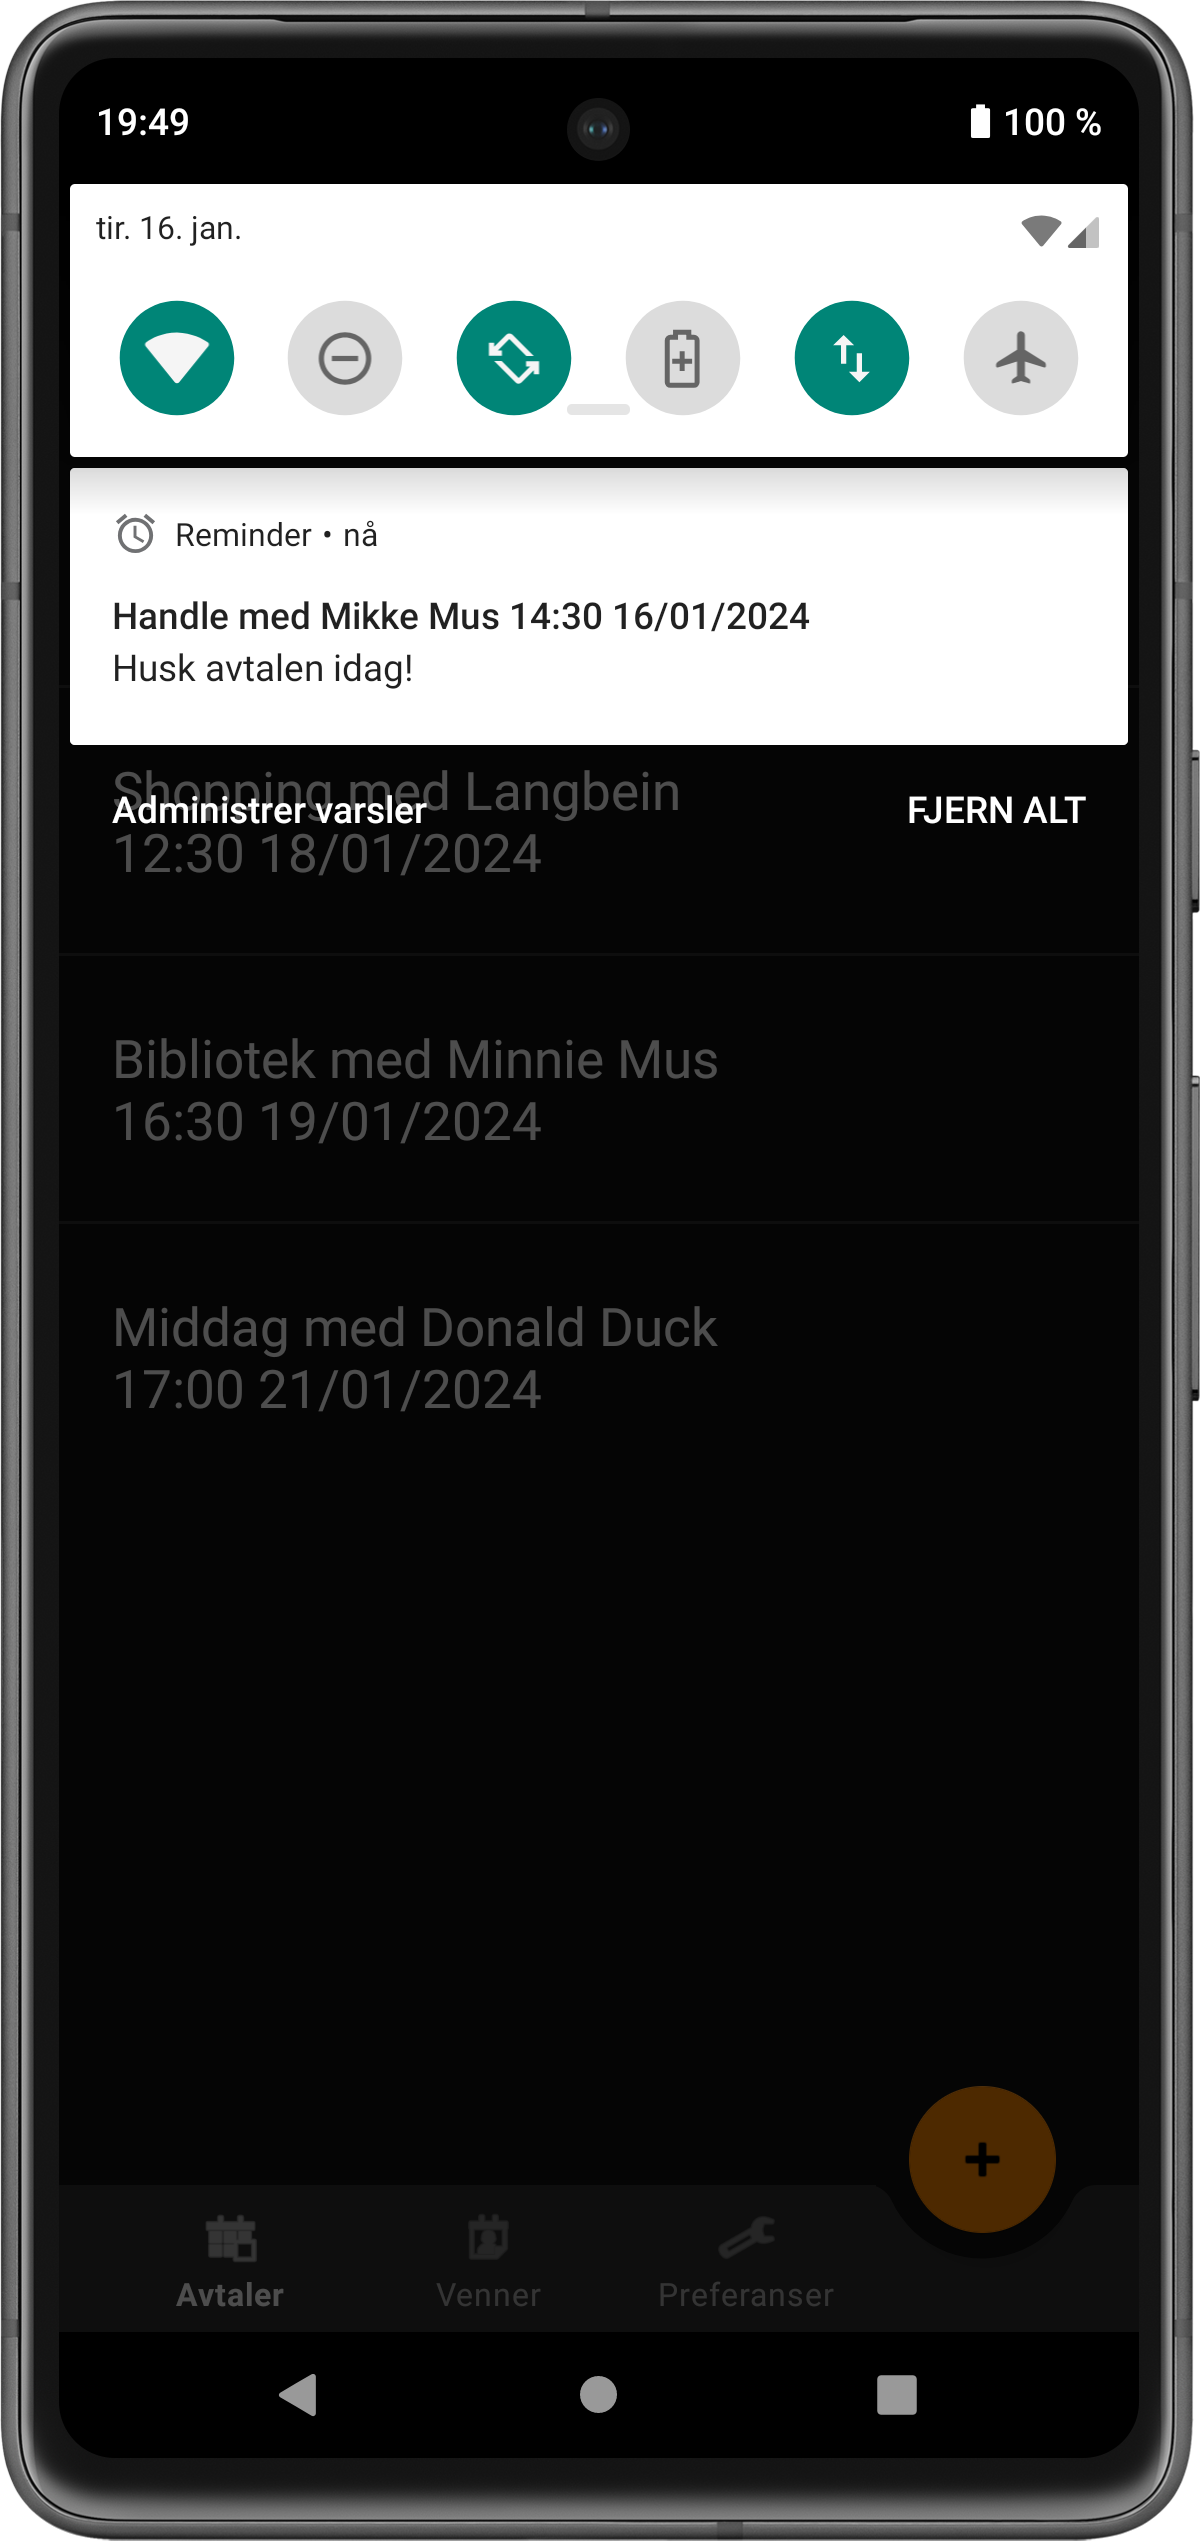 19:49
100 %
tir. 16. jan.
Reminder • nå
Handle med Mikke Mus 14:30 16/01/2024
Husk avtalen idag!
Shopping med Langbein
Administrer varsler
FJERN ALT
12:30 18/01/2024
Bibliotek med Minnie Mus
16:30 19/01/2024
Middag med Donald Duck
17:00 21/01/2024
Avtaler
Venner
Preferanser